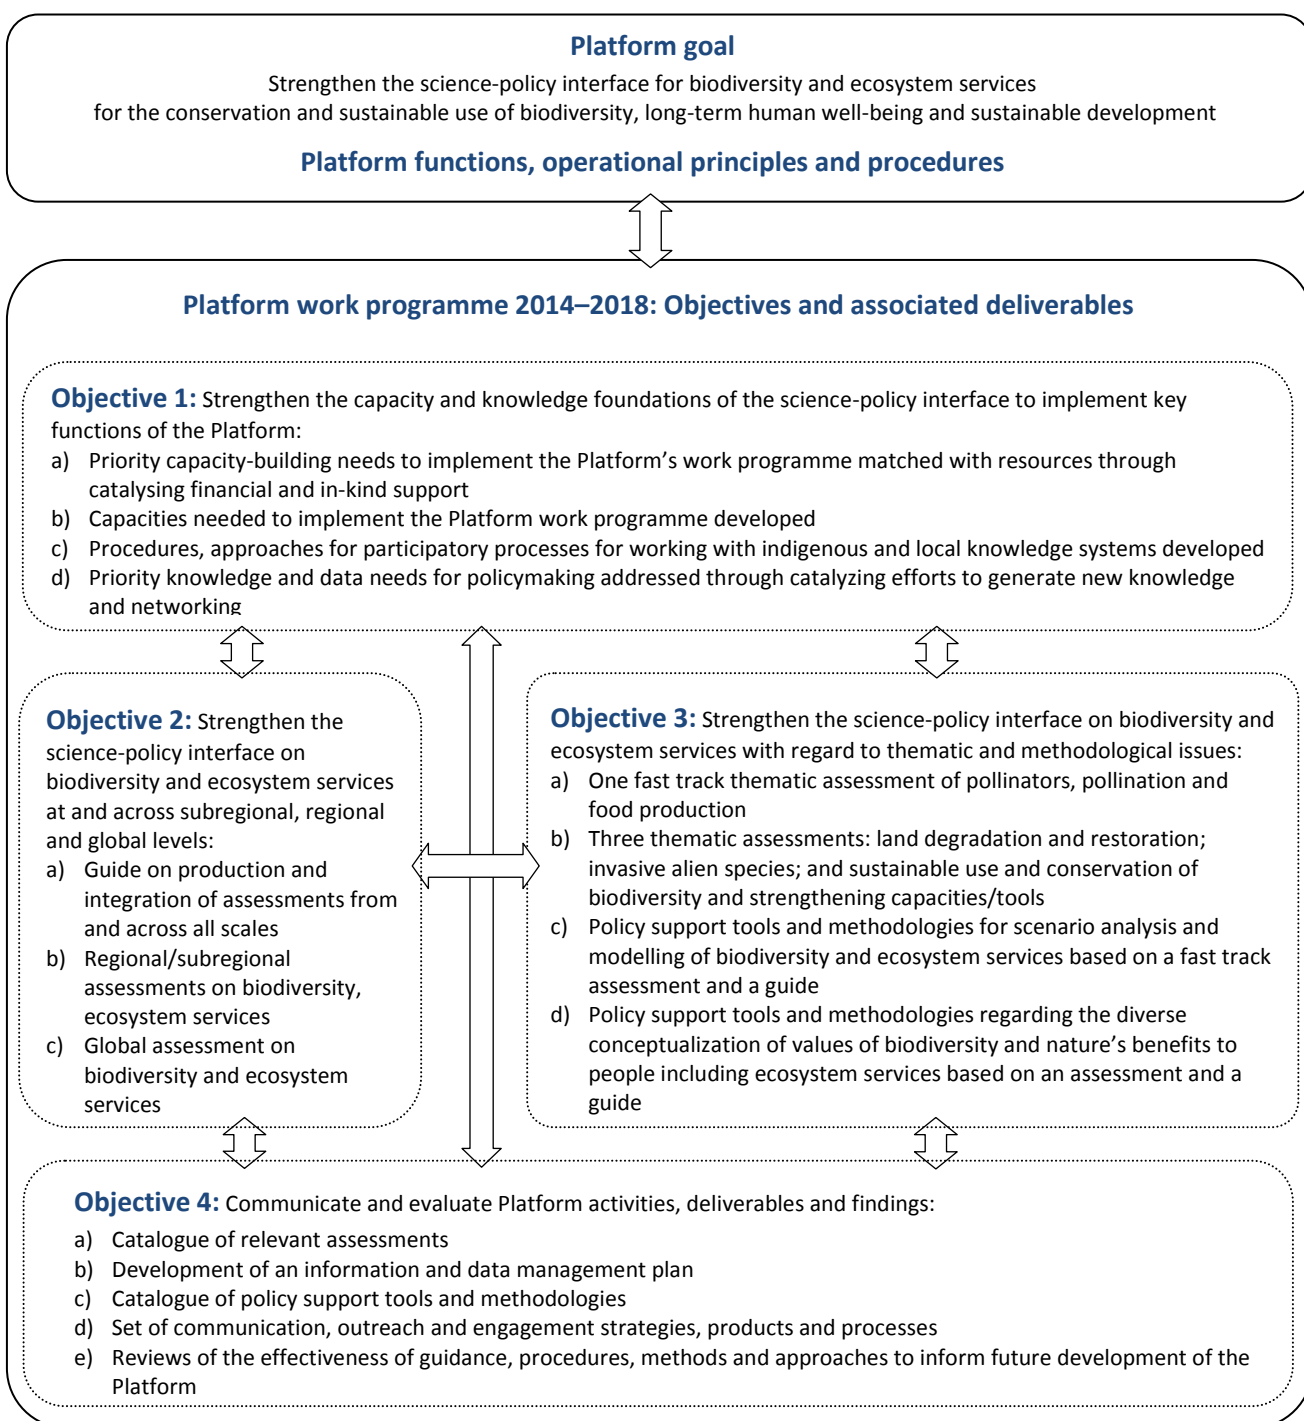 Platform goal
Strengthen the science-policy interface for biodiversity and ecosystem services
for the conservation and sustainable use of biodiversity, long-term human well-being and sustainable development
Platform functions, operational principles and procedures
Platform work programme 2014–2018: Objectives and associated deliverables
Objective 1: Strengthen the capacity and knowledge foundations of the science-policy interface to implement key
functions of the Platform:
a) Priority capacity-building needs to implement the Platform’s work programme matched with resources through
catalysing financial and in-kind support
b) Capacities needed to implement the Platform work programme developed
c) Procedures, approaches for participatory processes for working with indigenous and local knowledge systems developed
d) Priority knowledge and data needs for policymaking addressed through catalyzing efforts to generate new knowledge
and networking
Objective 2: Strengthen the
science-policy interface on
biodiversity and ecosystem services
at and across subregional, regional
and global levels:
a) Guide on production and
integration of assessments from
and across all scales
b) Regional/subregional
assessments on biodiversity,
ecosystem services
c) Global assessment on
biodiversity and ecosystem
services
Objective 3: Strengthen the science-policy interface on biodiversity and
ecosystem services with regard to thematic and methodological issues:
a) One fast track thematic assessment of pollinators, pollination and
food production
b) Three thematic assessments: land degradation and restoration;
invasive alien species; and sustainable use and conservation of
biodiversity and strengthening capacities/tools
c) Policy support tools and methodologies for scenario analysis and
modelling of biodiversity and ecosystem services based on a fast track
assessment and a guide
d) Policy support tools and methodologies regarding the diverse
conceptualization of values of biodiversity and nature’s benefits to
people including ecosystem services based on an assessment and a
guide
Objective 4: Communicate and evaluate Platform activities, deliverables and findings:
a) Catalogue of relevant assessments
b) Development of an information and data management plan
c) Catalogue of policy support tools and methodologies
d) Set of communication, outreach and engagement strategies, products and processes
e) Reviews of the effectiveness of guidance, procedures, methods and approaches to inform future development of the
Platform